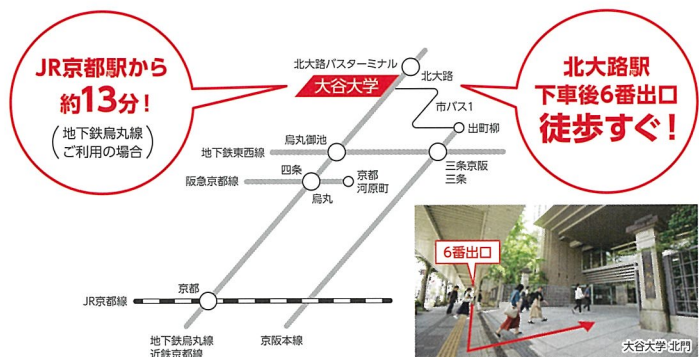 JR京都駅から
約13分!
(地下鉄烏丸線
ご利用の場合)
北大路バスターミナル
大谷大学
北大路
市バス1
出町柳
北大路駅
下車後6番出口
徒歩すぐ!
烏丸御池
地下鉄東西線
三条京阪
三条
四条
阪急京都線
烏丸
京都
河原町
京都
JR京都線
地下鉄烏丸線
近鉄京都線
京阪本線
6番出口
大谷大学 北門